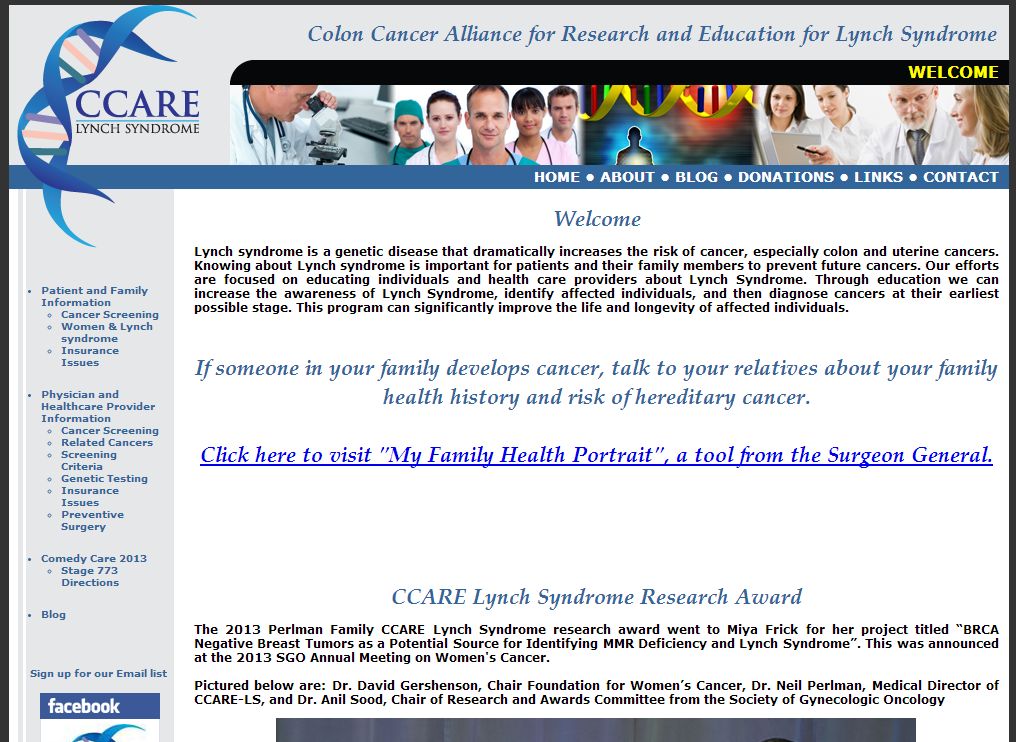 Colon Cancer Alliance for Research and Education for Lynch Syndrome
WELCOME
CCARE
LYNCH SYNDROME
HOME • ABOUT • BLOG • DONATIONS • LINKS • CONTACT
Patient and Family
Information
Cancer Screening
Women & Lynch
syndrome
Insurance
Issues
Physician and
Healthcare Provider
Information
Cancer Screening
Related Cancers
Screening
Criteria
Genetic Testing
Insurance
Issues
Preventive
Surgery
Comedy Care 2013
Stage 773
Directions
Blog
Sign up for our Email list
facebook
Welcome
Lynch syndrome is a genetic disease that dramatically increases the risk of cancer, especially colon and uterine cancers.
Knowing about Lynch syndrome is important for patients and their family members to prevent future cancers. Our efforts
are focused on educating individuals and health care providers about Lynch Syndrome. Through education we can
increase the awareness of Lynch Syndrome, identify affected individuals, and then diagnose cancers at their earliest
possible stage. This program can significantly improve the life and longevity of affected individuals.
If someone in your family develops cancer, talk to your relatives about your family
health history and risk of hereditary cancer.
Click here to visit "My Family Health Portrait", a tool from the Surgeon General.
CCARE Lynch Syndrome Research Award
The 2013 Perlman Family CCARE Lynch Syndrome research award went to Miya Frick for her project titled “BRCA
Negative Breast Tumors as a Potential Source for Identifying MMR Deficiency and Lynch Syndrome”. This was announced
at the 2013 SGO Annual Meeting on Women's Cancer.
Pictured below are: Dr. David Gershenson, Chair Foundation for Women’s Cancer, Dr. Neil Perlman, Medical Director of
CCARE-LS, and Dr. Anil Sood, Chair of Research and Awards Committee from the Society of Gynecologic Oncology